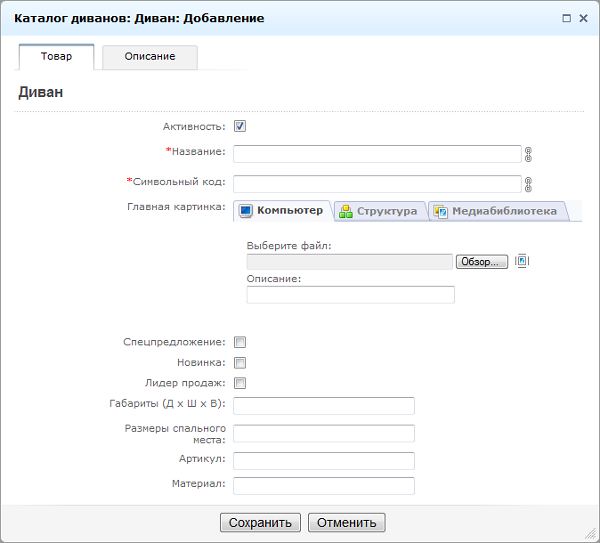 Каталог диванов: Диван: Добавление
Товар Описание
Диван
Активность:
*Название:
*Символьный код:
Главная картинка: Компьютер Структура Медиабиблиотека
Выберите файл:
Обзор...
Описание:
Спецпредложение:
Новинка:
Лидер продаж:
Габариты (Д х Ш х В):
Размеры спального
места:
Артикул:
Материал:
Сохранить Отменить